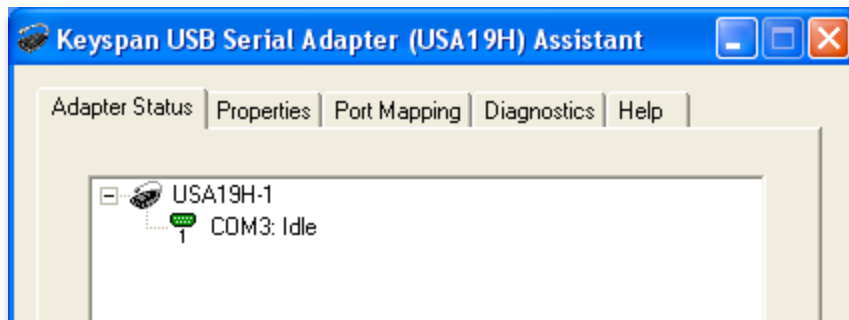 Keyspan USB Serial Adapter (USA19H) Assistant
Adapter Status Properties Port Mapping Diagnostics Help
USA19H-1
COM3: Idle
1